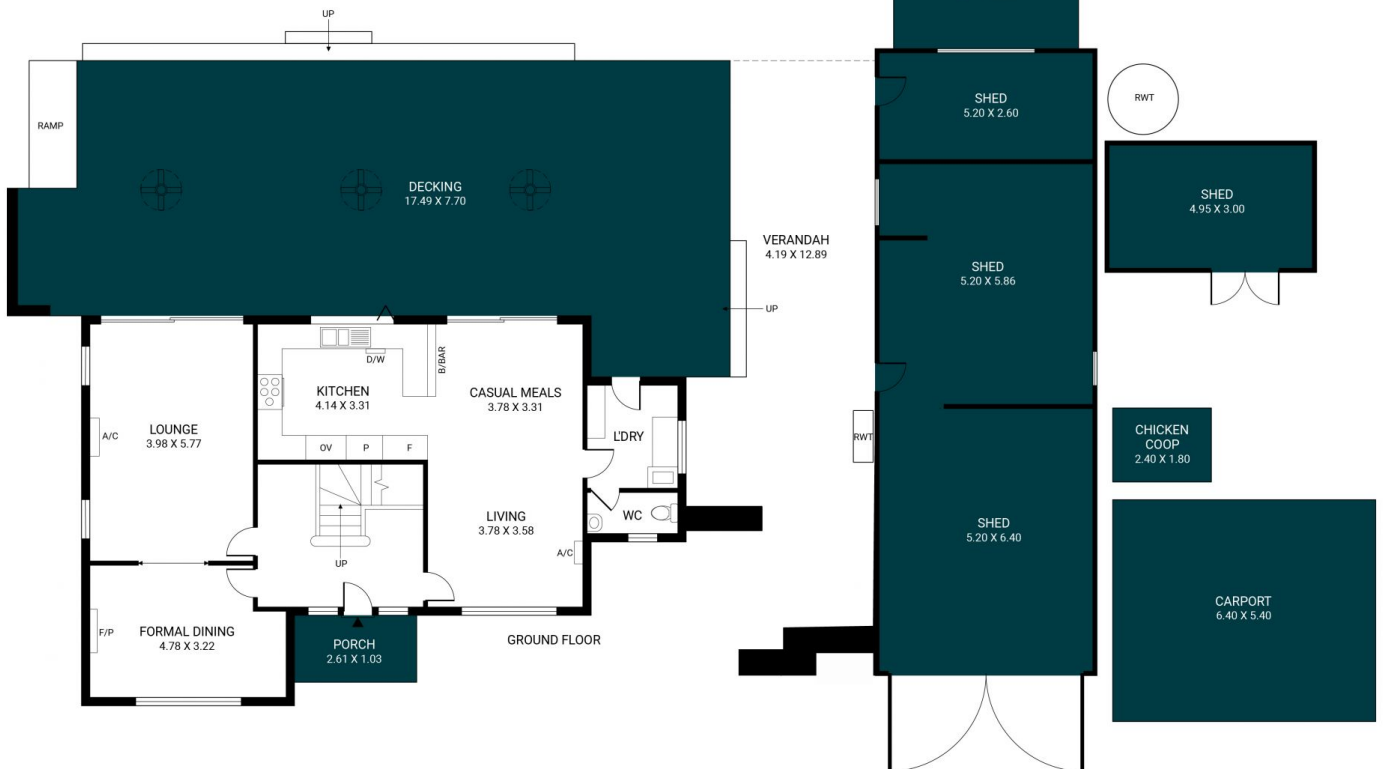 UP
RAMP
DECKING
17.49 X 7.70
VERANDAH
4.19 X 12.89
UP
SHED
5.20 X 2.60
RWT
SHED
4.95 X 3.00
SHED
5.20 X 5.86
D/W
B/BAR
KITCHEN
4.14 X 3.31
CASUAL MEALS
3.78 X 3.31
LOUNGE
3.98 X 5.77
A/C
OV
P
F
L'DRY
RWT
CHICKEN
COOP
2.40 X 1.80
WC
LIVING
3.78 X 3.58
A/C
UP
SHED
5.20 X 6.40
F/P
FORMAL DINING
4.78 X 3.22
PORCH
2.61 X 1.03
GROUND FLOOR
CARPORT
6.40 X 5.40